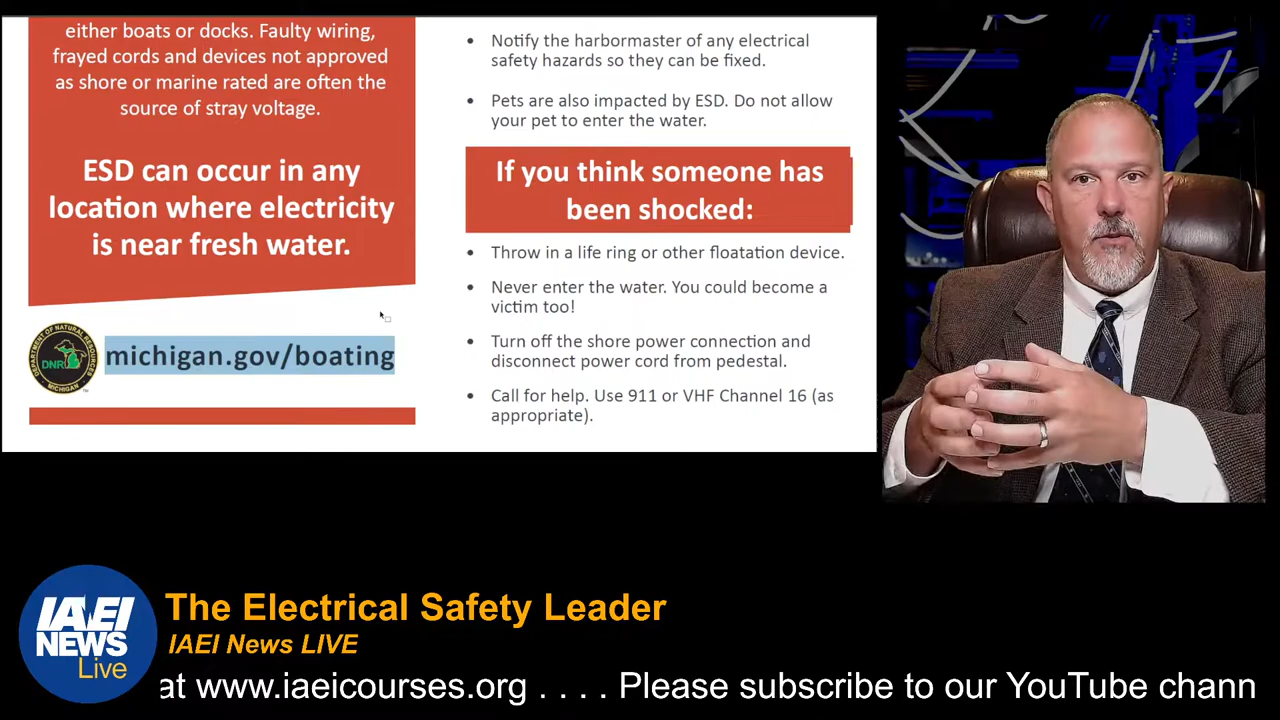 either boats or docks. Faulty wiring,
frayed cords and devices not approved
as shore or marine rated are often the
source of stray voltage.
ESD can occur in any
location where electricity
is near fresh water.
DEPARTMENT OF NATURAL RESOURCES
DNR
MICHIGAN
michigan.gov/boating
• Notify the harbormaster of any electrical
safety hazards so they can be fixed.
• Pets are also impacted by ESD. Do not allow
your pet to enter the water.
If you think someone has
been shocked:
• Throw in a life ring or other floatation device.
• Never enter the water. You could become a
victim too!
• Turn off the shore power connection and
disconnect power cord from pedestal.
• Call for help. Use 911 or VHF Channel 16 (as
appropriate).
IAEI
NEWS
Live
The Electrical Safety Leader
IAEI News LIVE
at www.iaeicourses.org . . . . Please subscribe to our YouTube chann